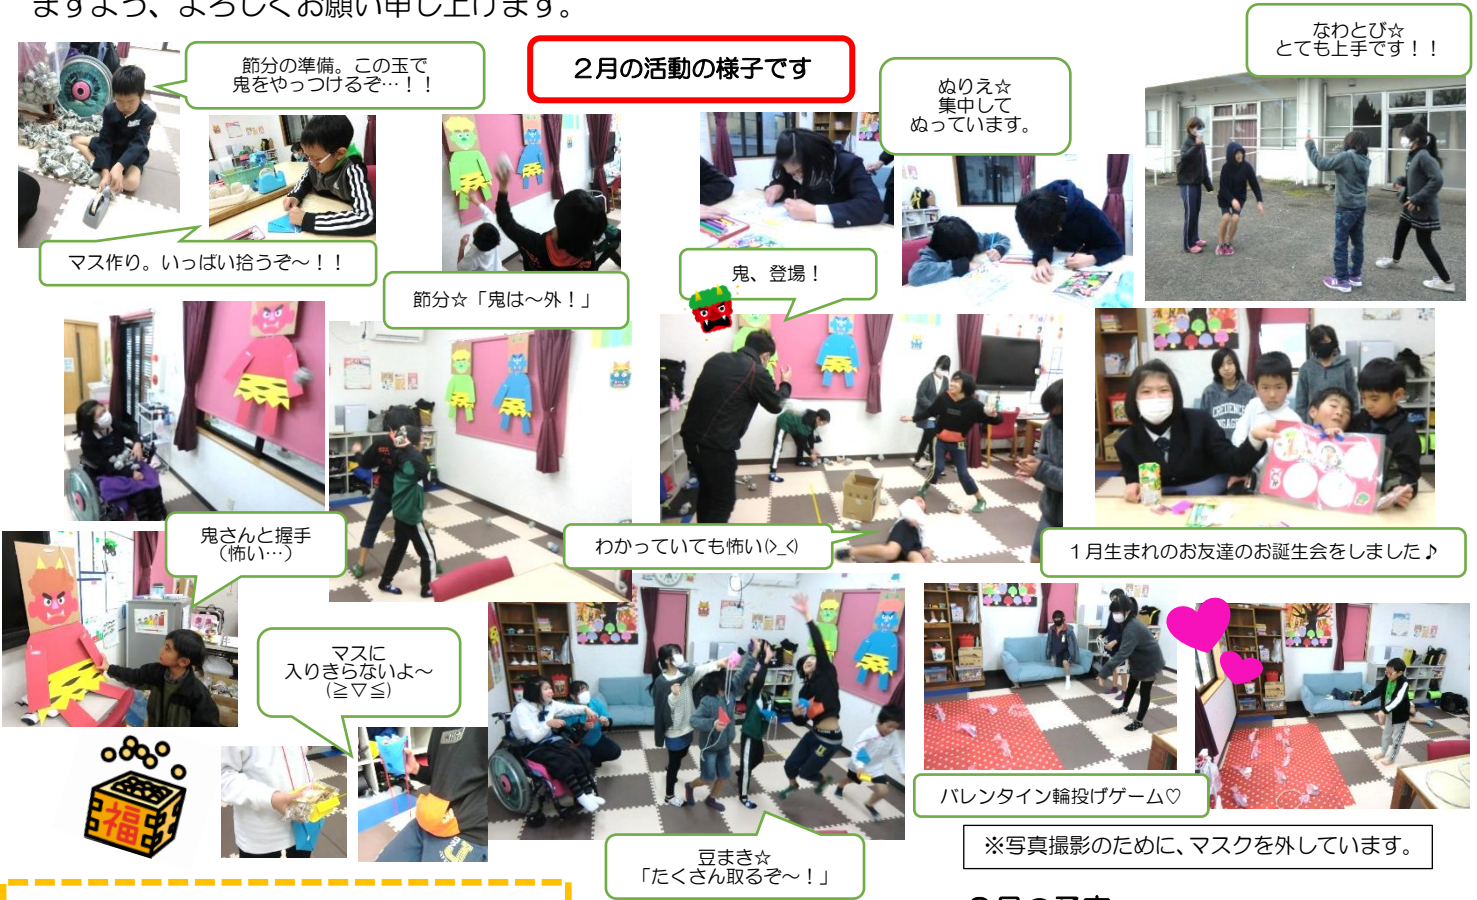 ますよう、よろしくお願い申し上げます。
2月の活動の様子です
節分の準備。この玉で
鬼をやっつけるぞ…！！
なわとび☆
とても上手です！！
ぬりえ☆
集中して
ぬっています。
マス作り。いっぱい拾うぞ～！！
節分☆「鬼は～外！」
鬼、登場！
鬼さんと握手
（怖い…）
わかっていても怖い(>_<)
1月生まれのお友達のお誕生会をしました♪
マスに
入りきらないよ～
(≧▽≦)
福
バレンタイン輪投げゲーム♡
豆まき☆
「たくさん取るぞ～！」
※写真撮影のために、マスクを外しています。